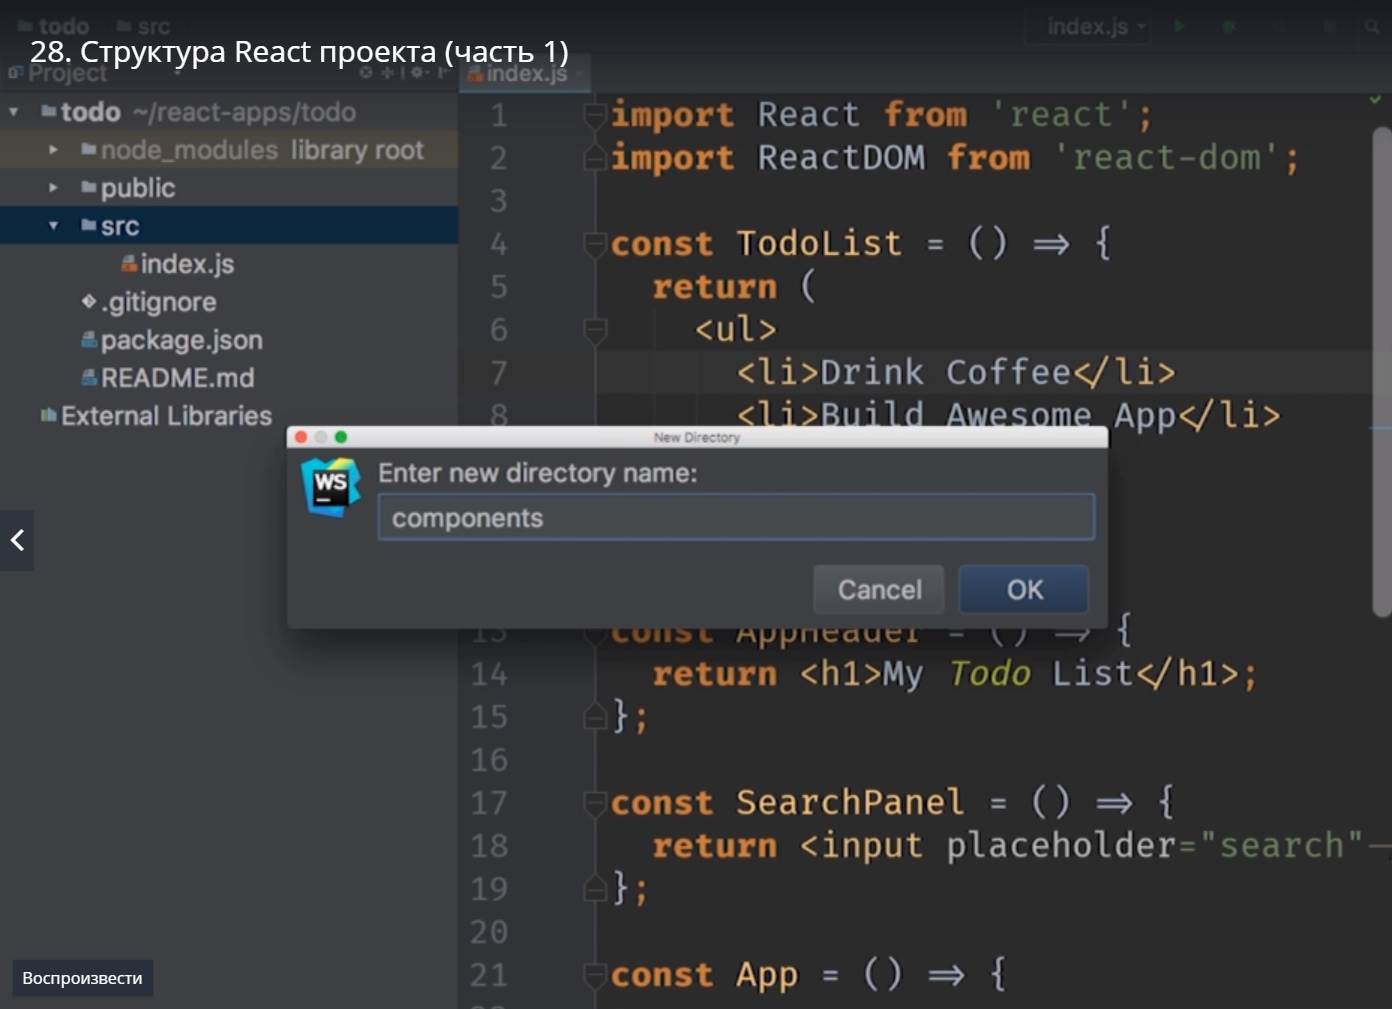 todo src
index.js
28. Структура React проекта (часть 1)
Project
index.js
todo ~/react-apps/todo
node_modules library root
public
src
index.js
.gitignore
package.json
README.md
External Libraries
1 import React from 'react';
2 import ReactDOM from 'react-dom';
3
4 const TodoList = () => {
5 return (
6 <ul>
7 <li>Drink Coffee</li>
8 <li>Build Awesome App</li>
New Directory
WS
Enter new directory name:
components
Cancel
OK
13 const AppHeader = () => {
14 return <h1>My Todo List</h1>;
15 };
16
17 const SearchPanel = () => {
18 return <input placeholder="search"
19 };
20
21 const App = () => {
Воспроизвести